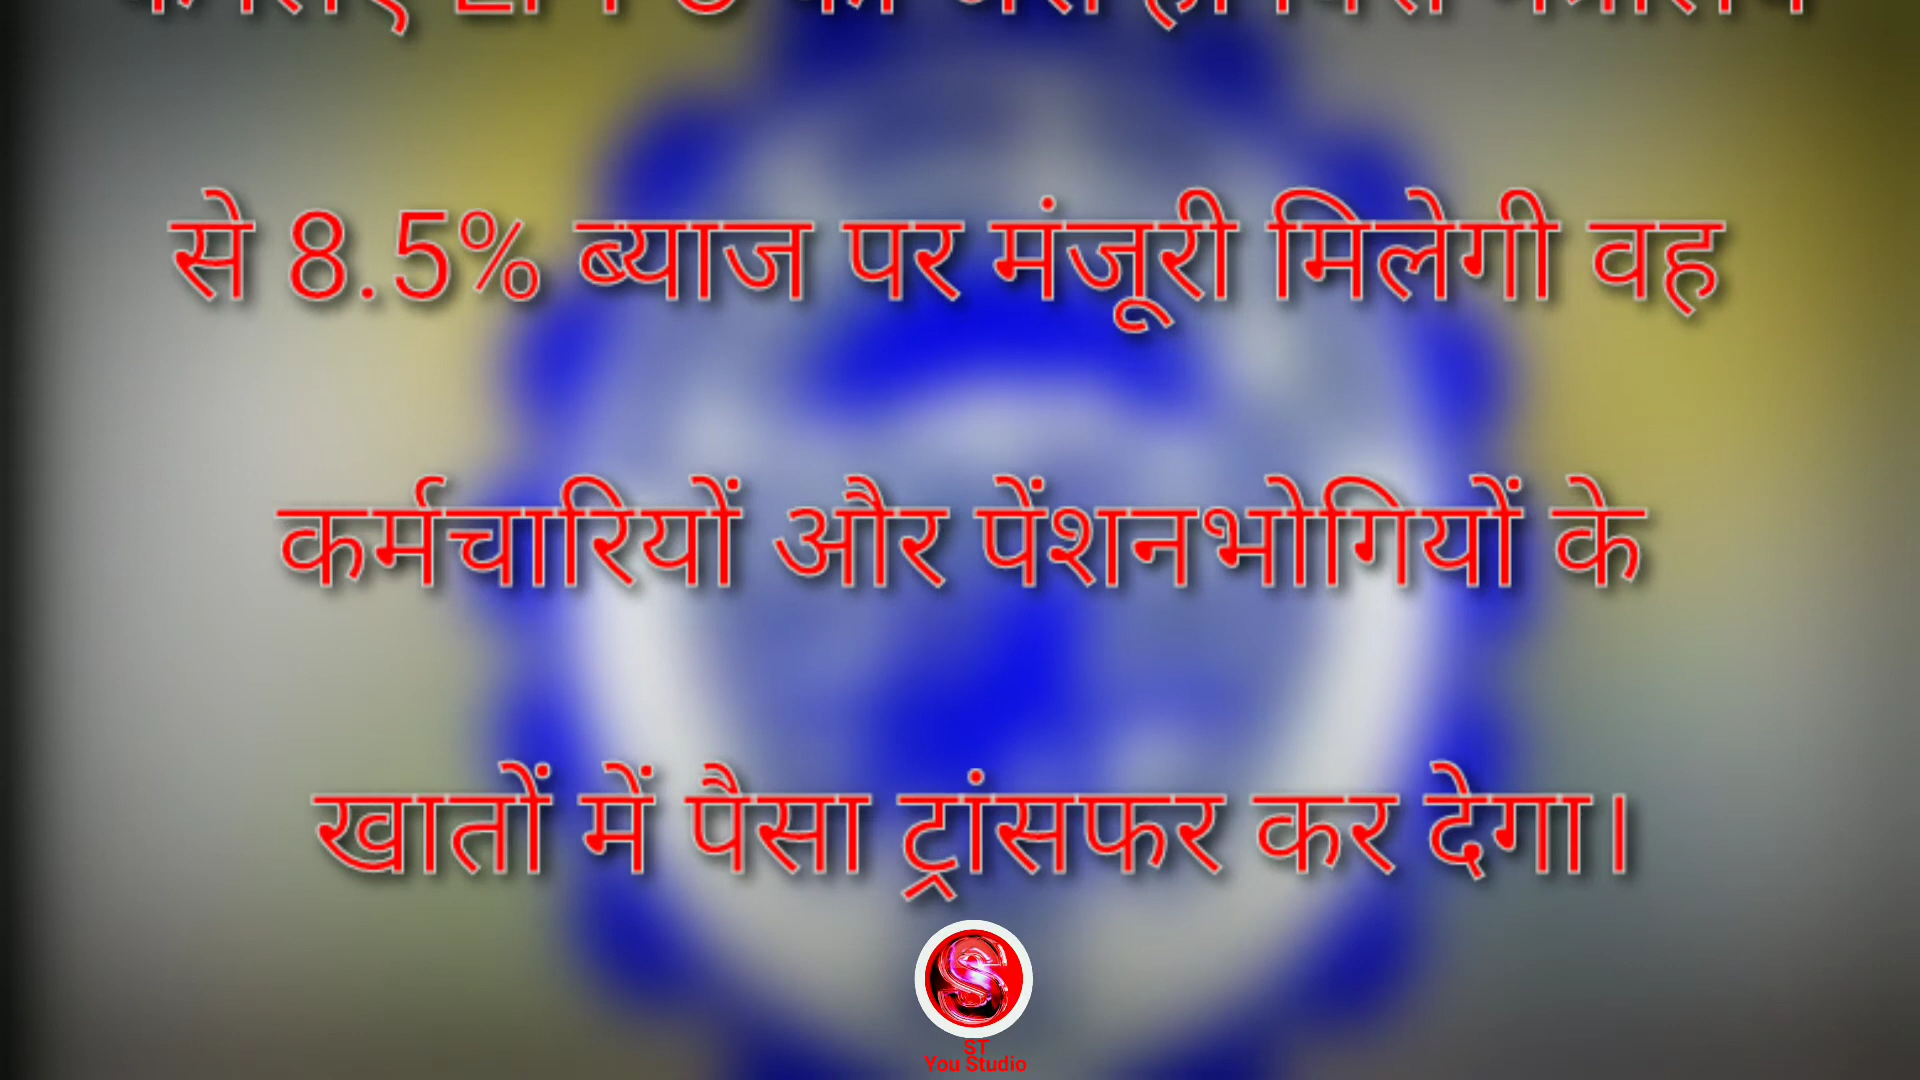 से 8.5% ब्याज पर मंजूरी मिलेगी वह
कर्मचारियों और पेंशनभोगियों के
खातों में पैसा ट्रांसफर कर देगा।
ST
You Studio